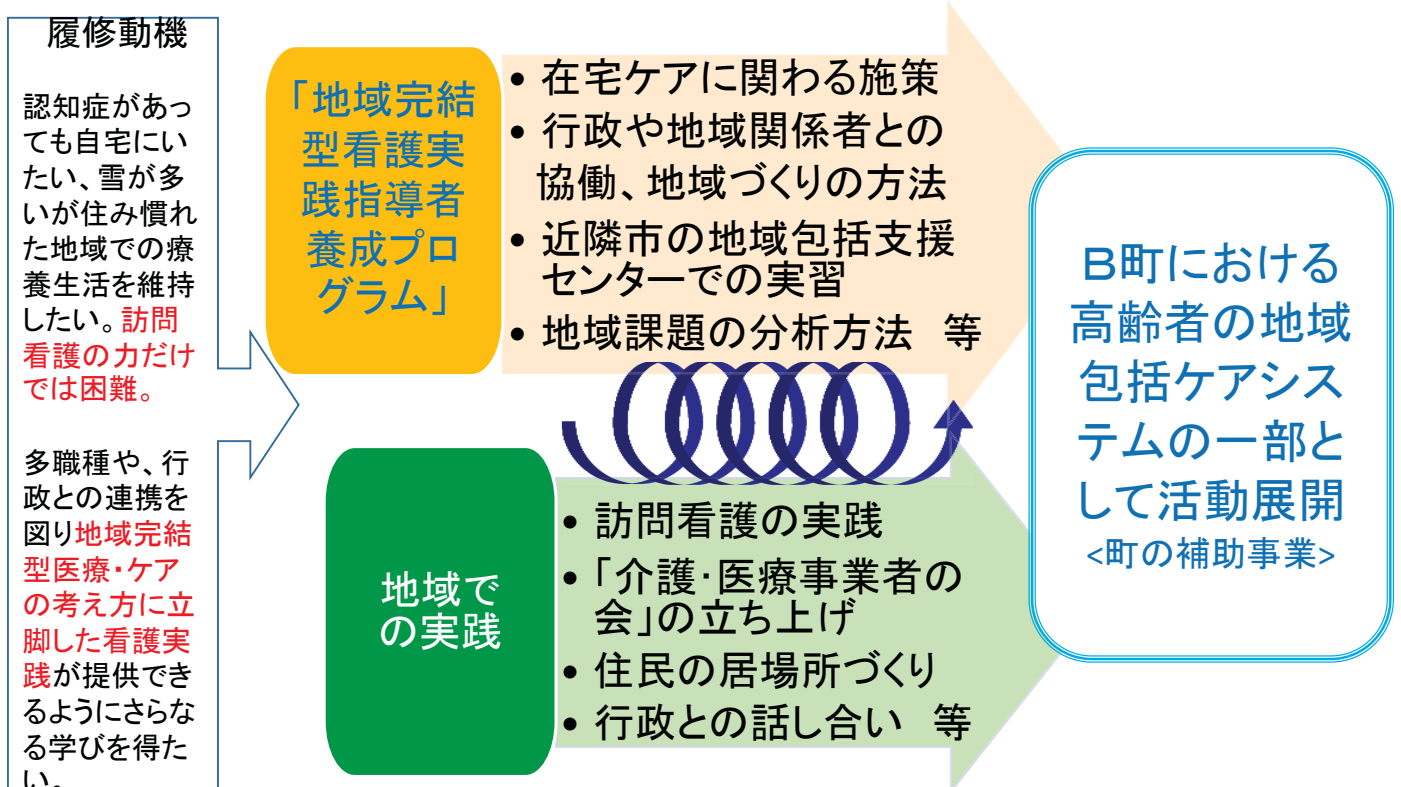 履修動機
認知症があっ
ても自宅にい
たい、雪が多
いが住み慣れ
た地域での療
養生活を維持
したい。訪問
看護の力だけ
では困難。
多職種や、行
政との連携を
図り地域完結
型医療・ケア
の考え方に立
脚した看護実
践が提供でき
るようにさらな
る学びを得た
い。
「地域完結
型看護実
践指導者
養成プロ
グラム」
• 在宅ケアに関わる施策
• 行政や地域関係者との
協働、地域づくりの方法
• 近隣市の地域包括支援
センターでの実習
• 地域課題の分析方法　等
地域で
の実践
• 訪問看護の実践
• 「介護・医療事業者の
会」の立ち上げ
• 住民の居場所づくり
• 行政との話し合い　等
B町における
高齢者の地域
包括ケアシス
テムの一部と
して活動展開
<町の補助事業>